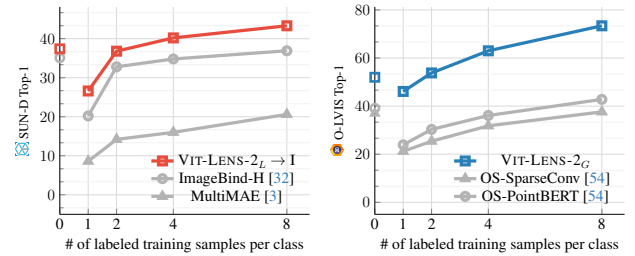 SUN-D Top-1
40
30
20
10
0
0
1
2
4
8
VIT-LENS-2L → I
ImageBind-H [32]
MultiMAE [3]
# of labeled training samples per class
O-LVIS Top-1
80
60
40
20
0
0
1
2
4
8
VIT-LENS-2G
OS-SparseConv [54]
OS-PointBERT [54]
# of labeled training samples per class